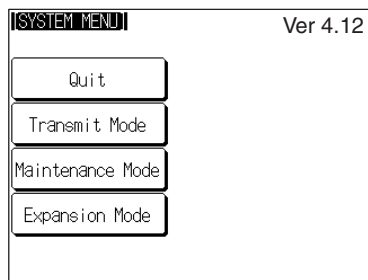 [SYSTEM MENU]
Ver 4.12
Quit
Transmit Mode
Maintenance Mode
Expansion Mode